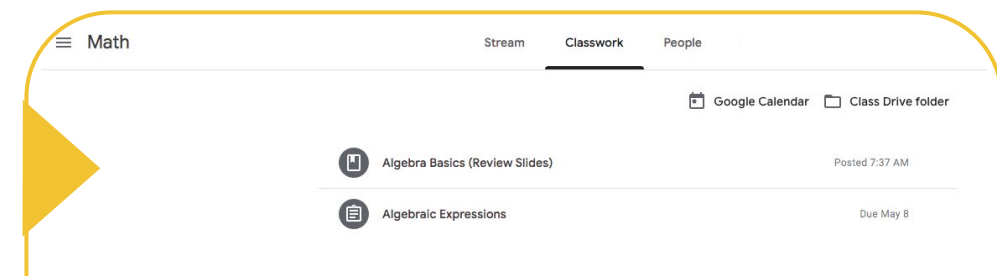 Math
Stream Classwork People
Google Calendar Class Drive folder
Algebra Basics (Review Slides) Posted 7:37 AM
Algebraic Expressions Due May 8